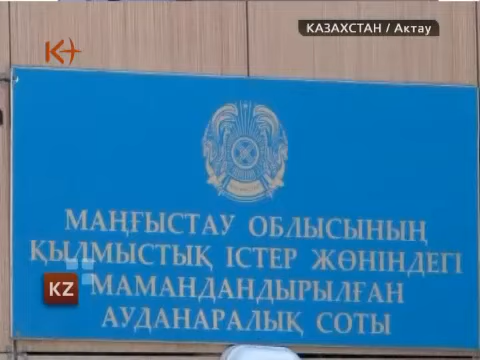 КАЗАХСТАН / Актау
K+
МАҢҒЫСТАУ ОБЛЫСЫНЫҢ
ҚЫЛМЫСТЫҚ ІСТЕР ЖӨНІНДЕГІ
KZ МАМАНДАНДЫРЫЛҒАН
АУДАНАРАЛЫҚ СОТЫ